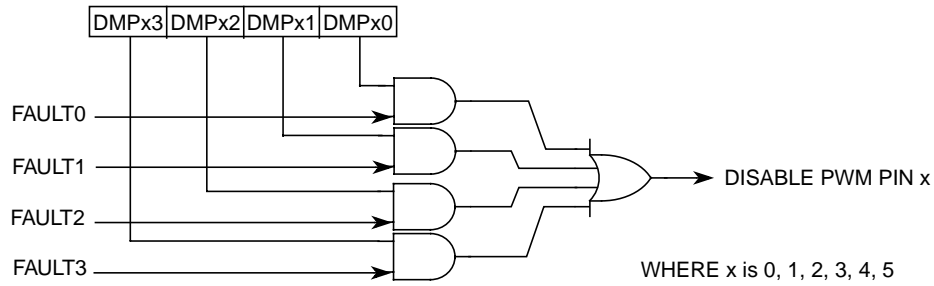 DMPx3 DMPx2 DMPx1 DMPx0
FAULT0
FAULT1
DISABLE PWM PIN x
FAULT2
FAULT3
WHERE x is 0, 1, 2, 3, 4, 5